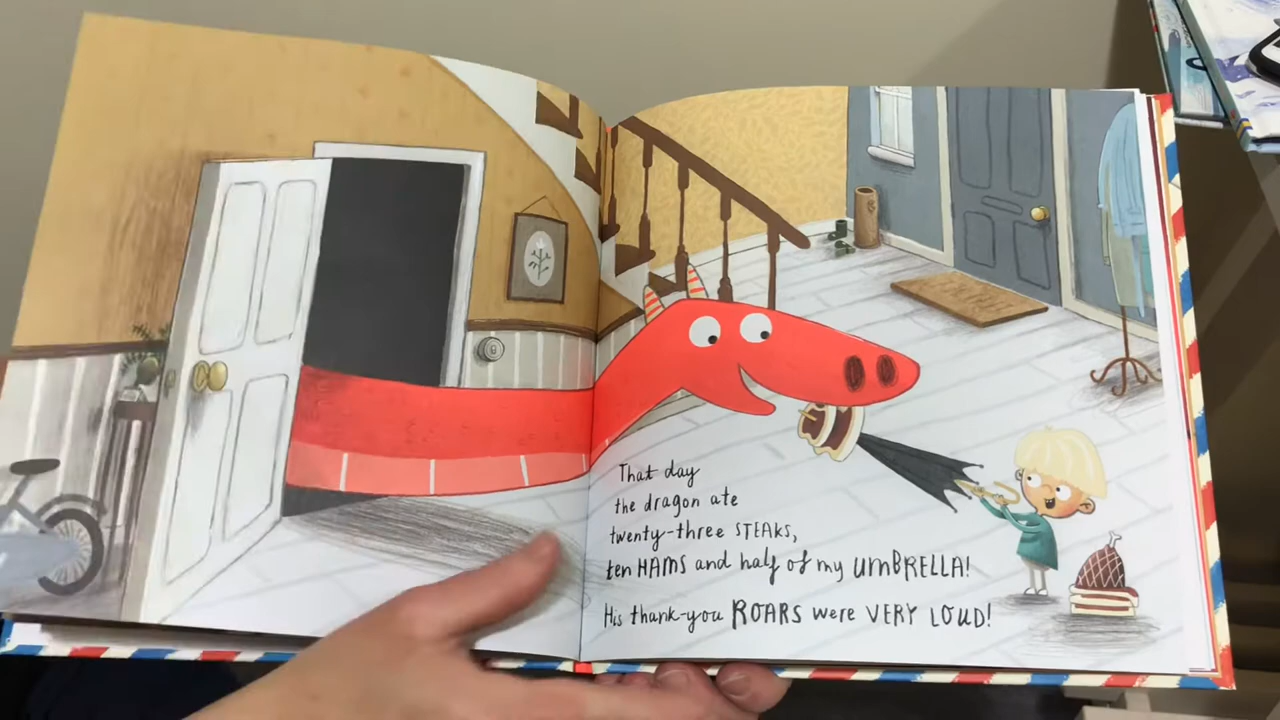 That day
the dragon ate
twenty-three STEAKS,
ten HAMS and half of my UMBRELLA!
His thank-you ROARS were VERY LOUD!